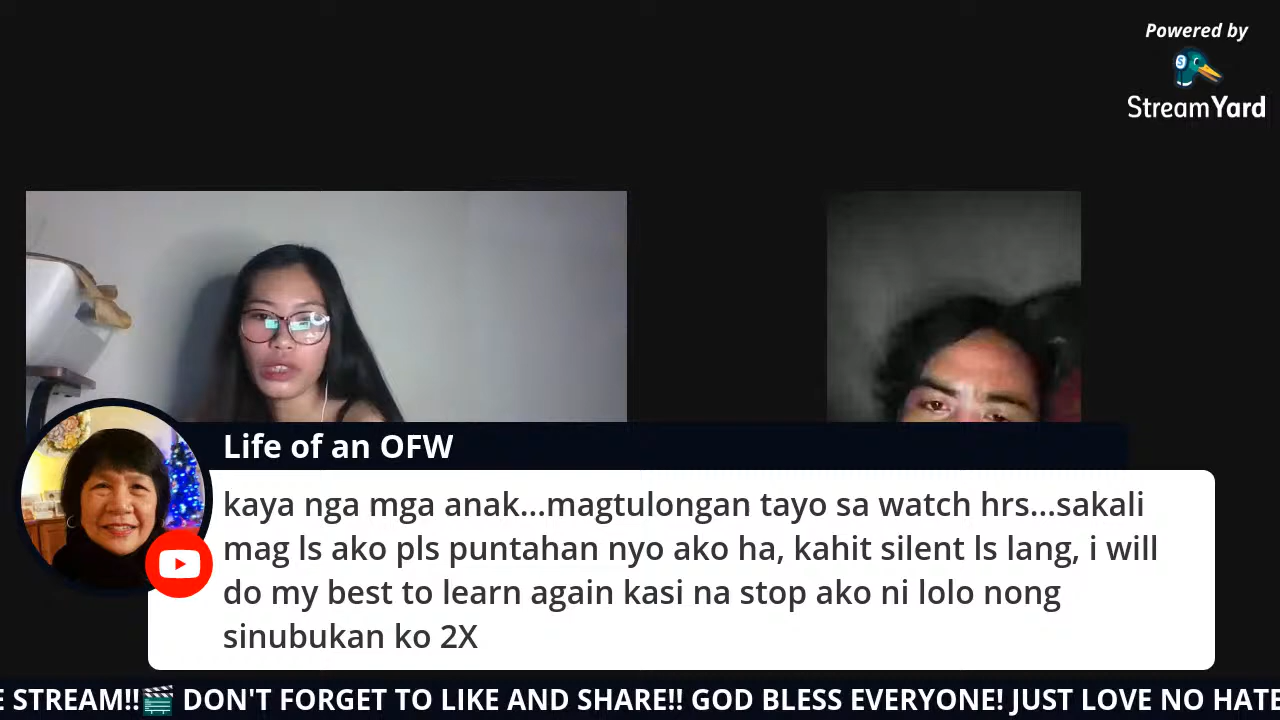 Powered by
StreamYard
Life of an OFW
kaya nga mga anak...magtulongan tayo sa watch hrs...sakali
mag ls ako pls puntahan nyo ako ha, kahit silent ls lang, i will
do my best to learn again kasi na stop ako ni lolo nong
sinubukan ko 2X
E STREAM!!🎬 DON'T FORGET TO LIKE AND SHARE!! GOD BLESS EVERYONE! JUST LOVE NO HATE